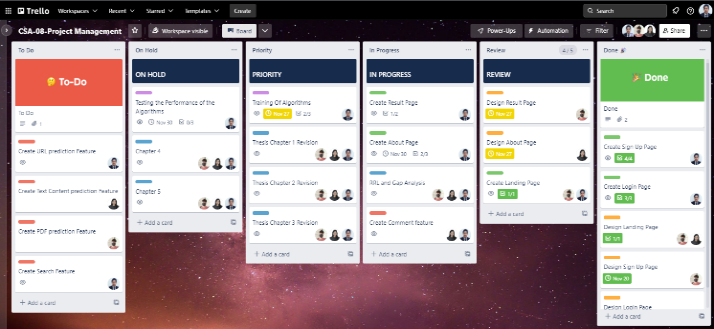 Trello
Workspaces
Recent
Starred
Templates
Create
Search
CSA-08-Project Management
Workspace visible
Board
Power-Ups
Automation
Filter
Share
To-Do
To-Do
To Do
1
Create URL prediction Feature
Create Text Content prediction feature
Create PDF prediction Feature
Create Search Feature
+ Add a card
On Hold
ON HOLD
Testing the Performance of the
Algorithms
Nov 30
0/3
Chapter 4
Chapter 5
+ Add a card
Priority
PRIORITY
Training Of Algorithms
Nov 27
2/3
Thesis Chapter 1 Revision
Thesis Chapter 2 Revision
Thesis Chapter 3 Revision
+ Add a card
In Progress
IN PROGRESS
Create Result Page
1/2
Create About Page
Nov 30
2/3
RRL and Gap Analysis
Create Comment feature
+ Add a card
Review
4/5
REVIEW
Design Result Page
Nov 27
Design About Page
Nov 27
Create Landing Page
1/1
+ Add a card
Done
Done
Done
2
Create Sign Up Page
4/4
Create Login Page
3/3
Design Landing Page
1/1
Design Sign Up Page
Nov 20
Design Login Page
+ Add a card